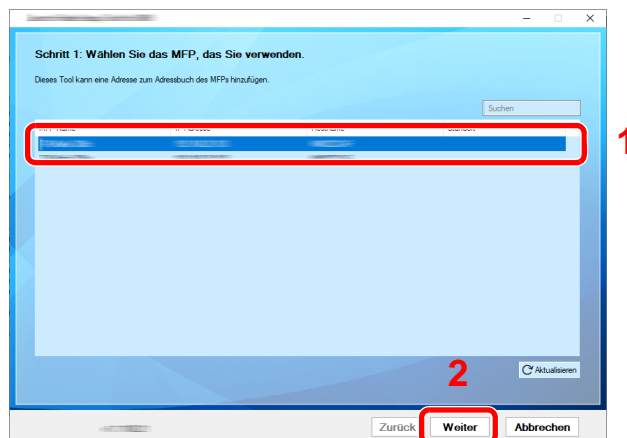 Schritt 1: Wählen Sie das MFP, das Sie verwenden.
Dieses Tool kann eine Adresse zum Adressbuch des MFPs hinzufügen.
Suchen
1
2
Aktualisieren
Zurück Weiter Abbrechen